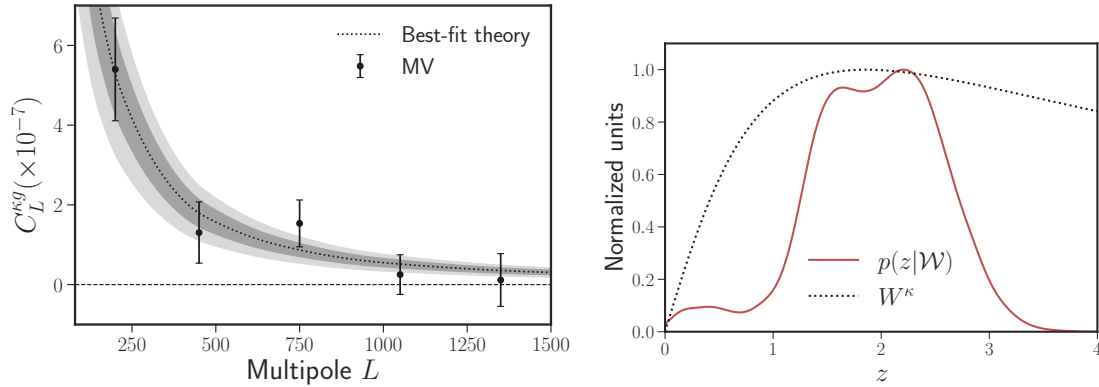 C_L^{κg}(×10^{−7})
6
4
2
0
Best-fit theory
MV
250 500 750 1000 1250 1500
Multipole L
Normalized units
1.0
0.8
0.6
0.4
0.2
0.0
p(z|𝒲)
W^κ
0 1 2 3 4
z